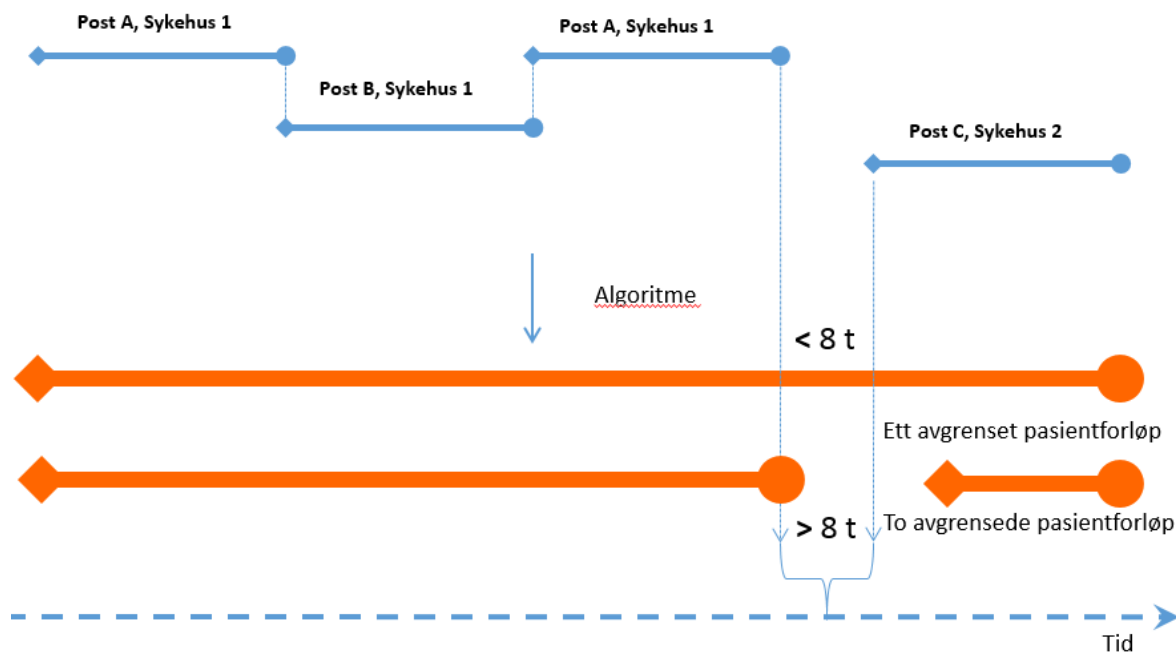 Post A, Sykehus 1
Post A, Sykehus 1
Post B, Sykehus 1
Post C, Sykehus 2
Algoritme
< 8 t
Ett avgrenset pasientforløp
> 8 t
To avgrensede pasientforløp
Tid